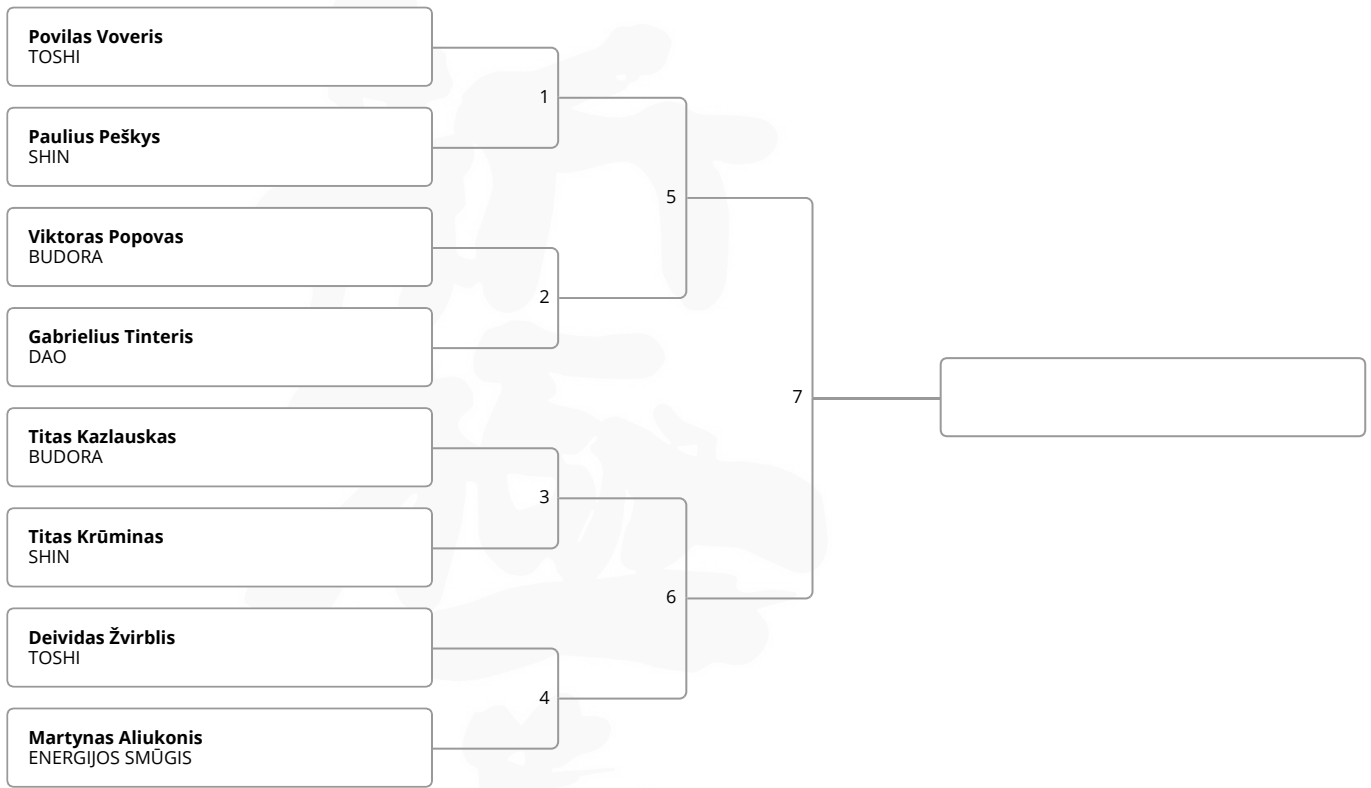 Povilas Voveris
TOSHI
1
Paulius Peškys
SHIN
5
Viktoras Popovas
BUDORA
2
Gabrielius Tinteris
DAO
7
Titas Kazlauskas
BUDORA
3
Titas Krūminas
SHIN
6
Deividas Žvirblis
TOSHI
4
Martynas Aliukonis
ENERGIJOS SMŪGIS